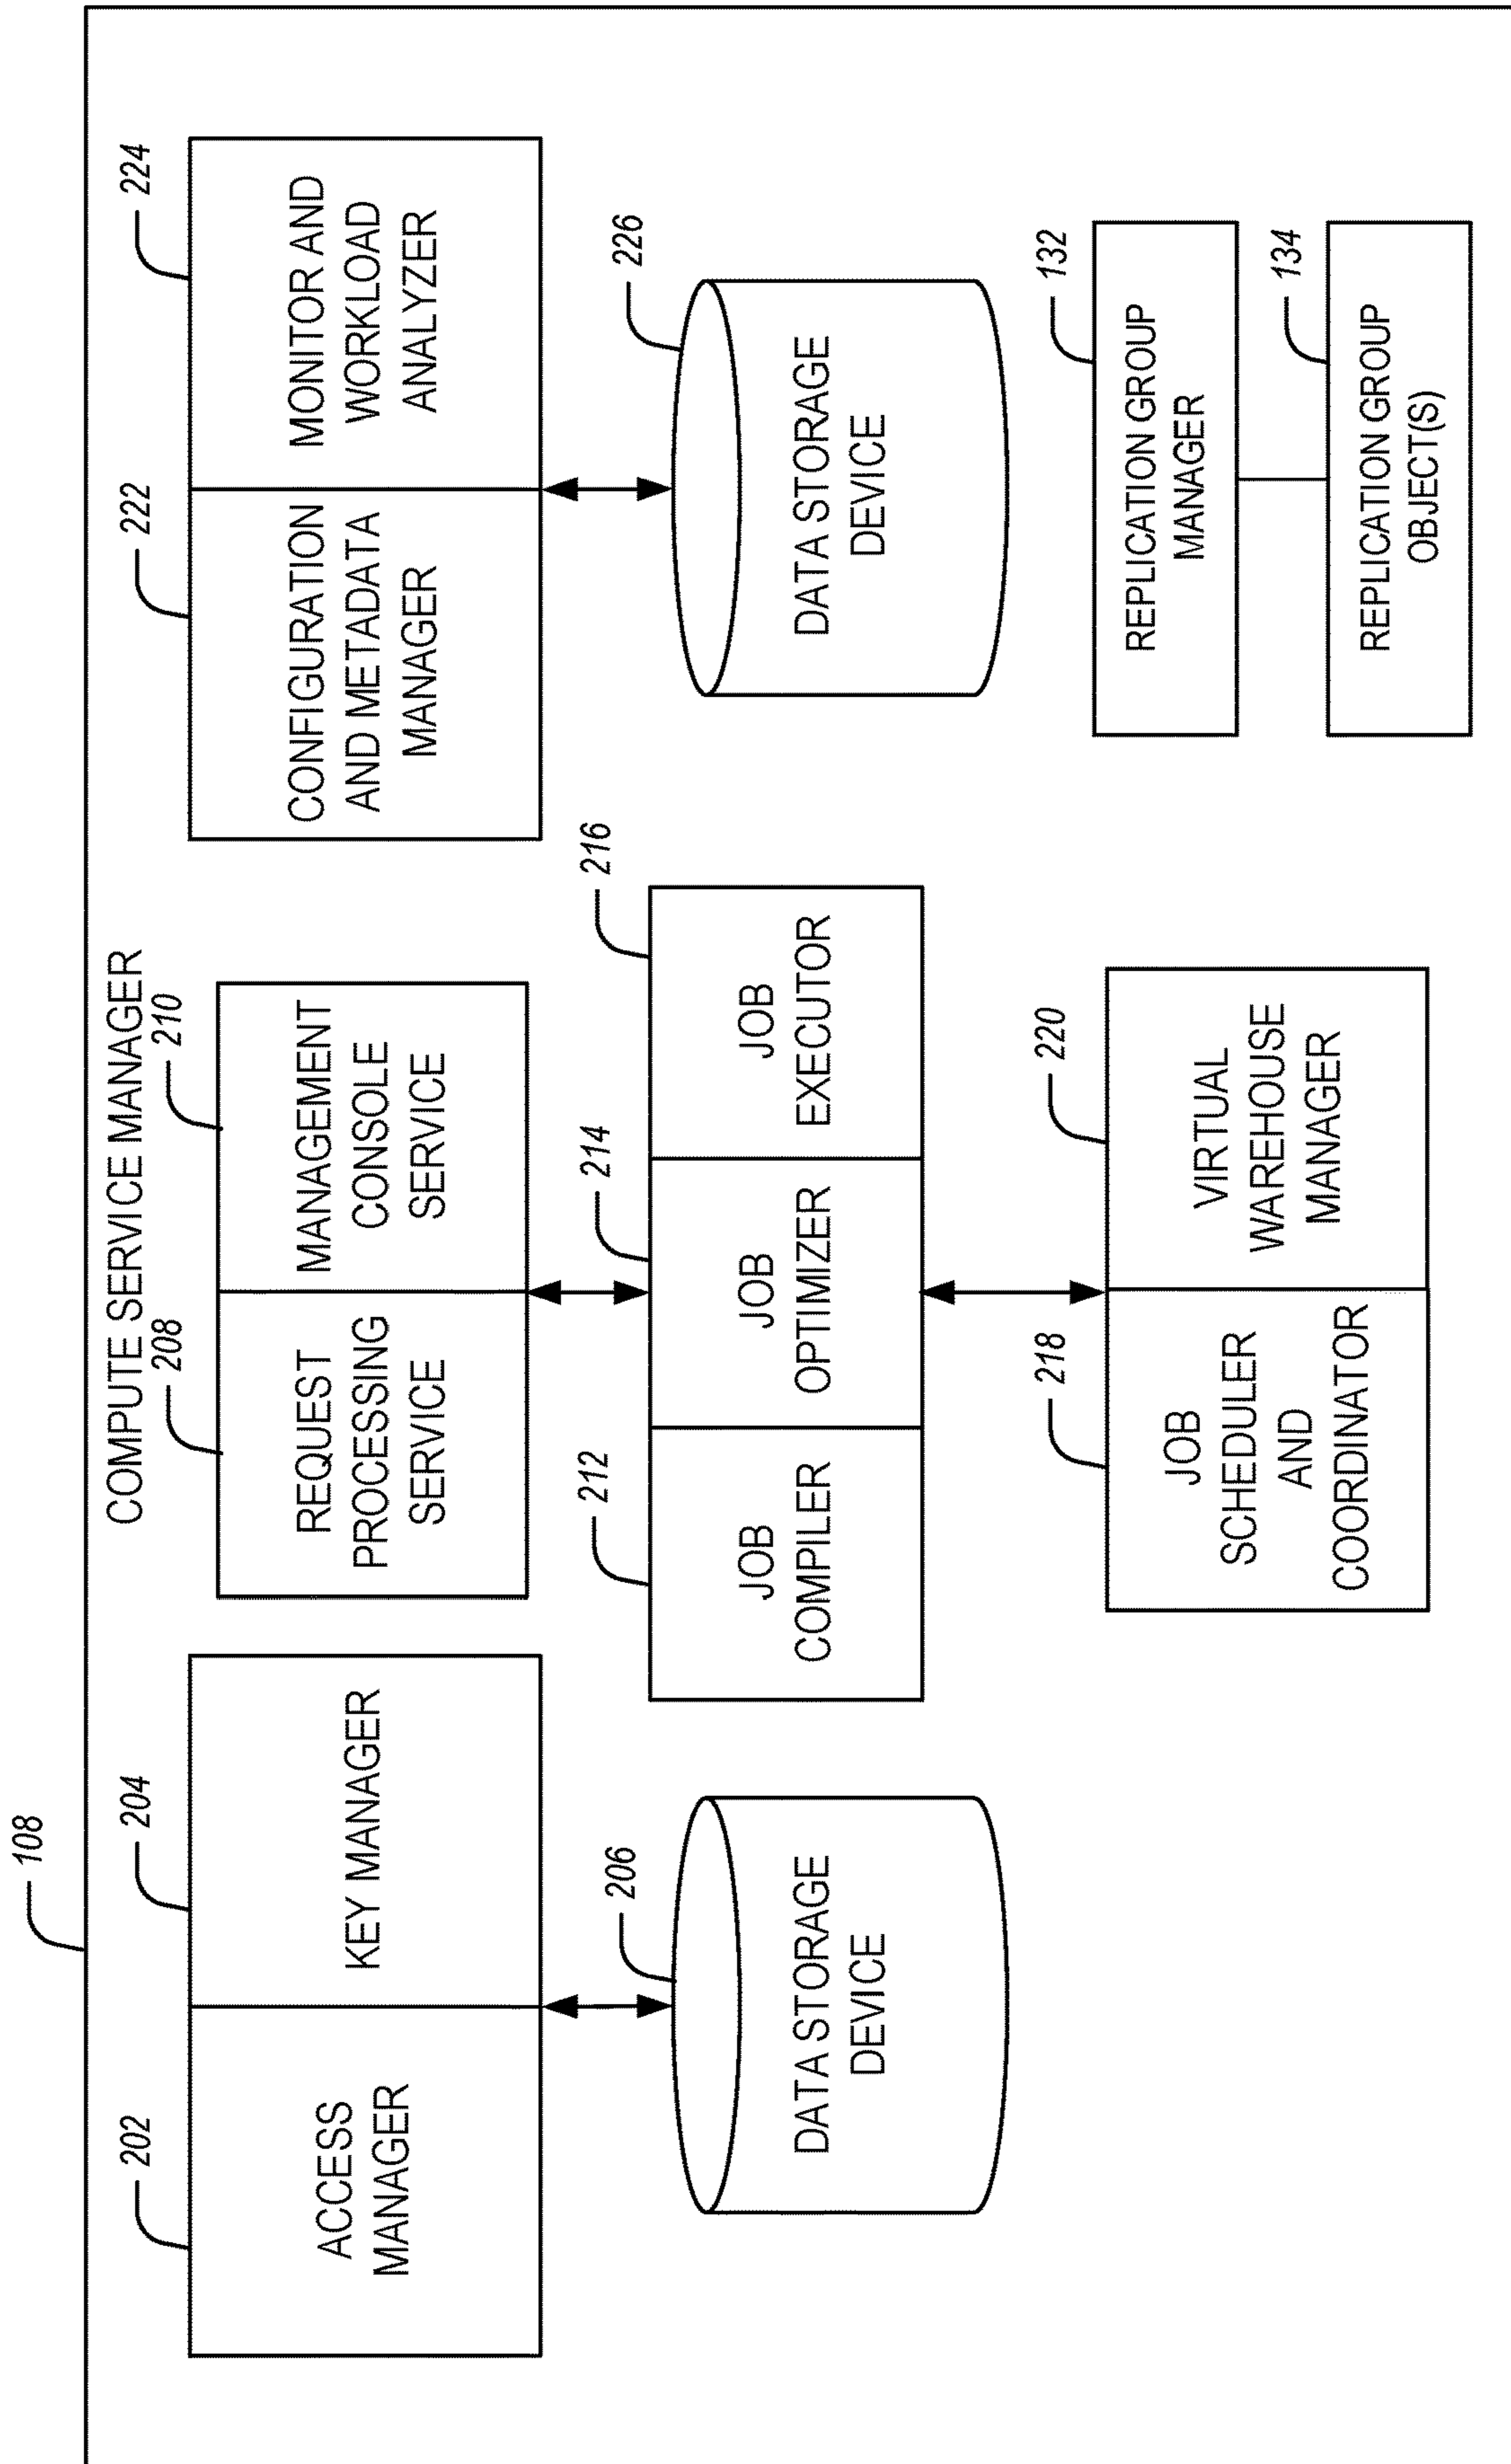 108
COMPUTE SERVICE MANAGER
202
204
ACCESS
MANAGER
KEY MANAGER
206
DATA STORAGE
DEVICE
208
210
REQUEST
PROCESSING
SERVICE
MANAGEMENT
CONSOLE
SERVICE
212
214
216
JOB
COMPILER
JOB
OPTIMIZER
JOB
EXECUTOR
218
220
JOB
SCHEDULER
AND
COORDINATOR
VIRTUAL
WAREHOUSE
MANAGER
222
224
CONFIGURATION
AND METADATA
MANAGER
MONITOR AND
WORKLOAD
ANALYZER
226
DATA STORAGE
DEVICE
132
REPLICATION GROUP
MANAGER
134
REPLICATION GROUP
OBJECT(S)